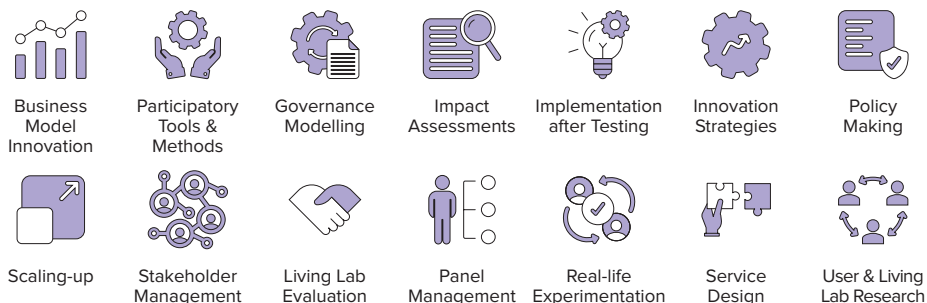 Business
Model
Innovation
Participatory
Tools &
Methods
Governance
Modelling
Impact
Assessments
Implementation
after Testing
Innovation
Strategies
Policy
Making
Scaling-up
Stakeholder
Management
Living Lab
Evaluation
Panel
Management
Real-life
Experimentation
Service
Design
User & Living
Lab Research